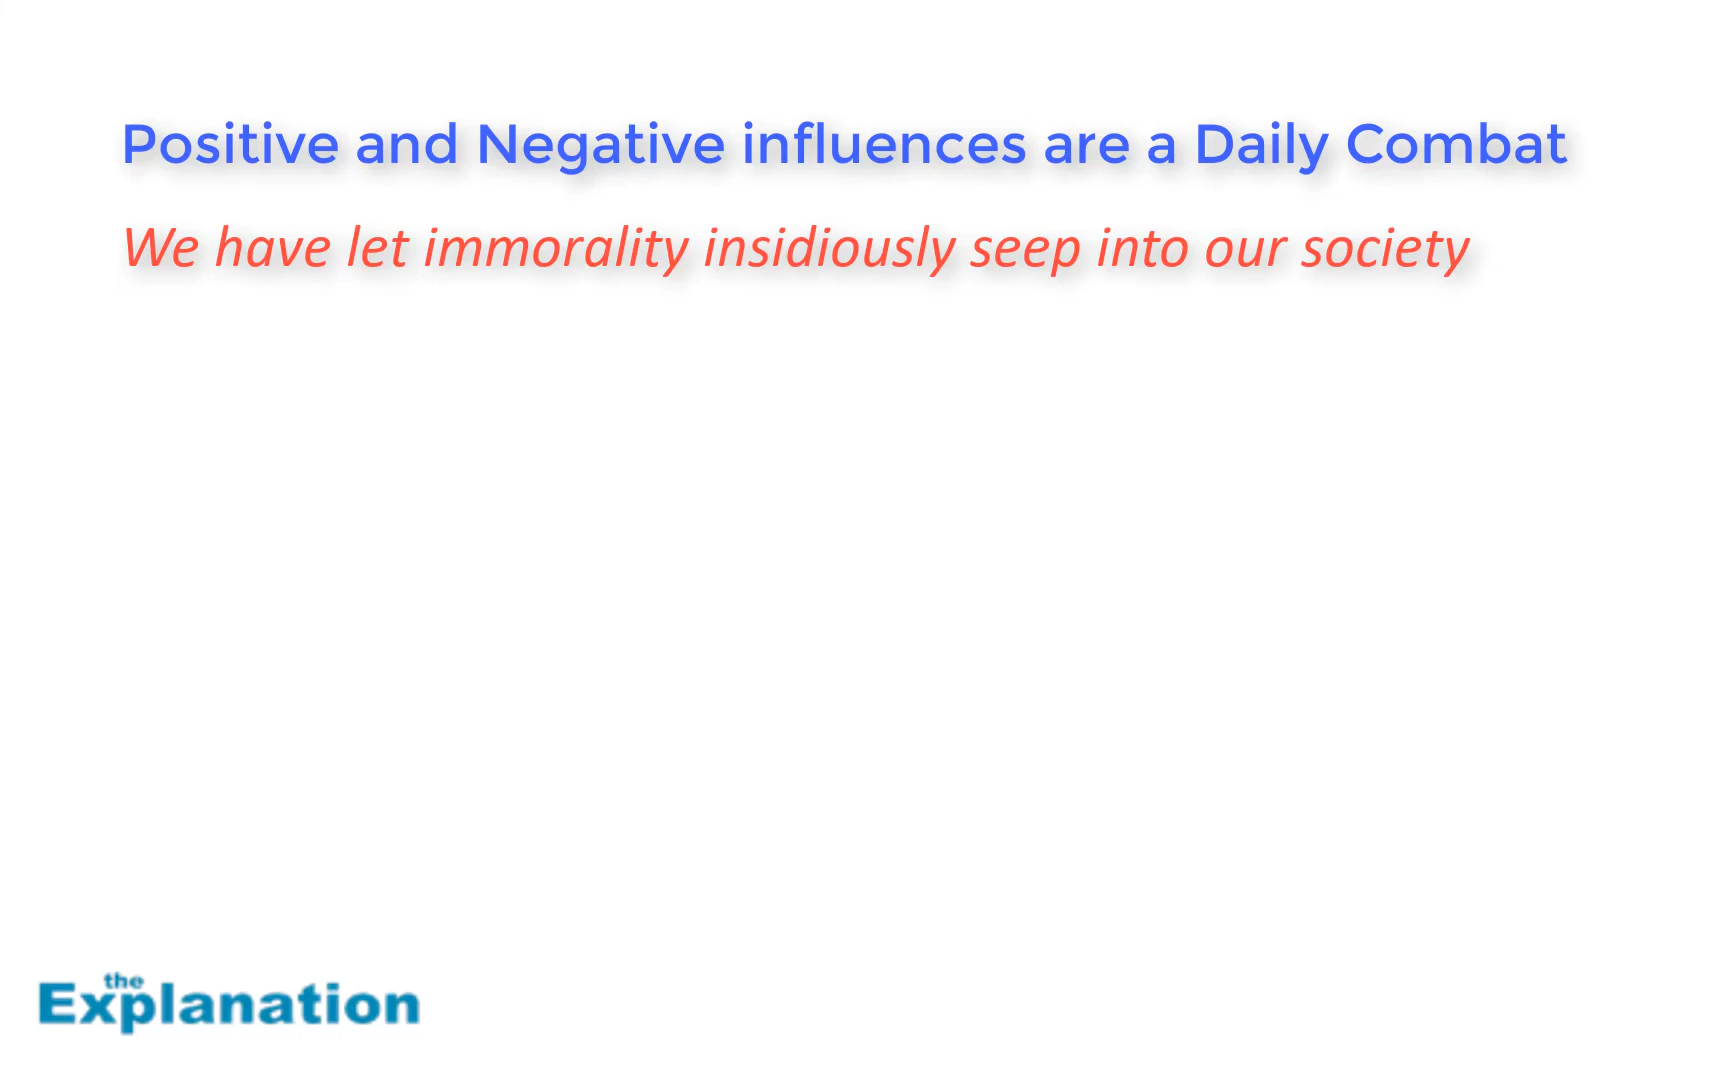 Positive and Negative influences are a Daily Combat
We have let immorality insidiously seep into our society
the
Explanation